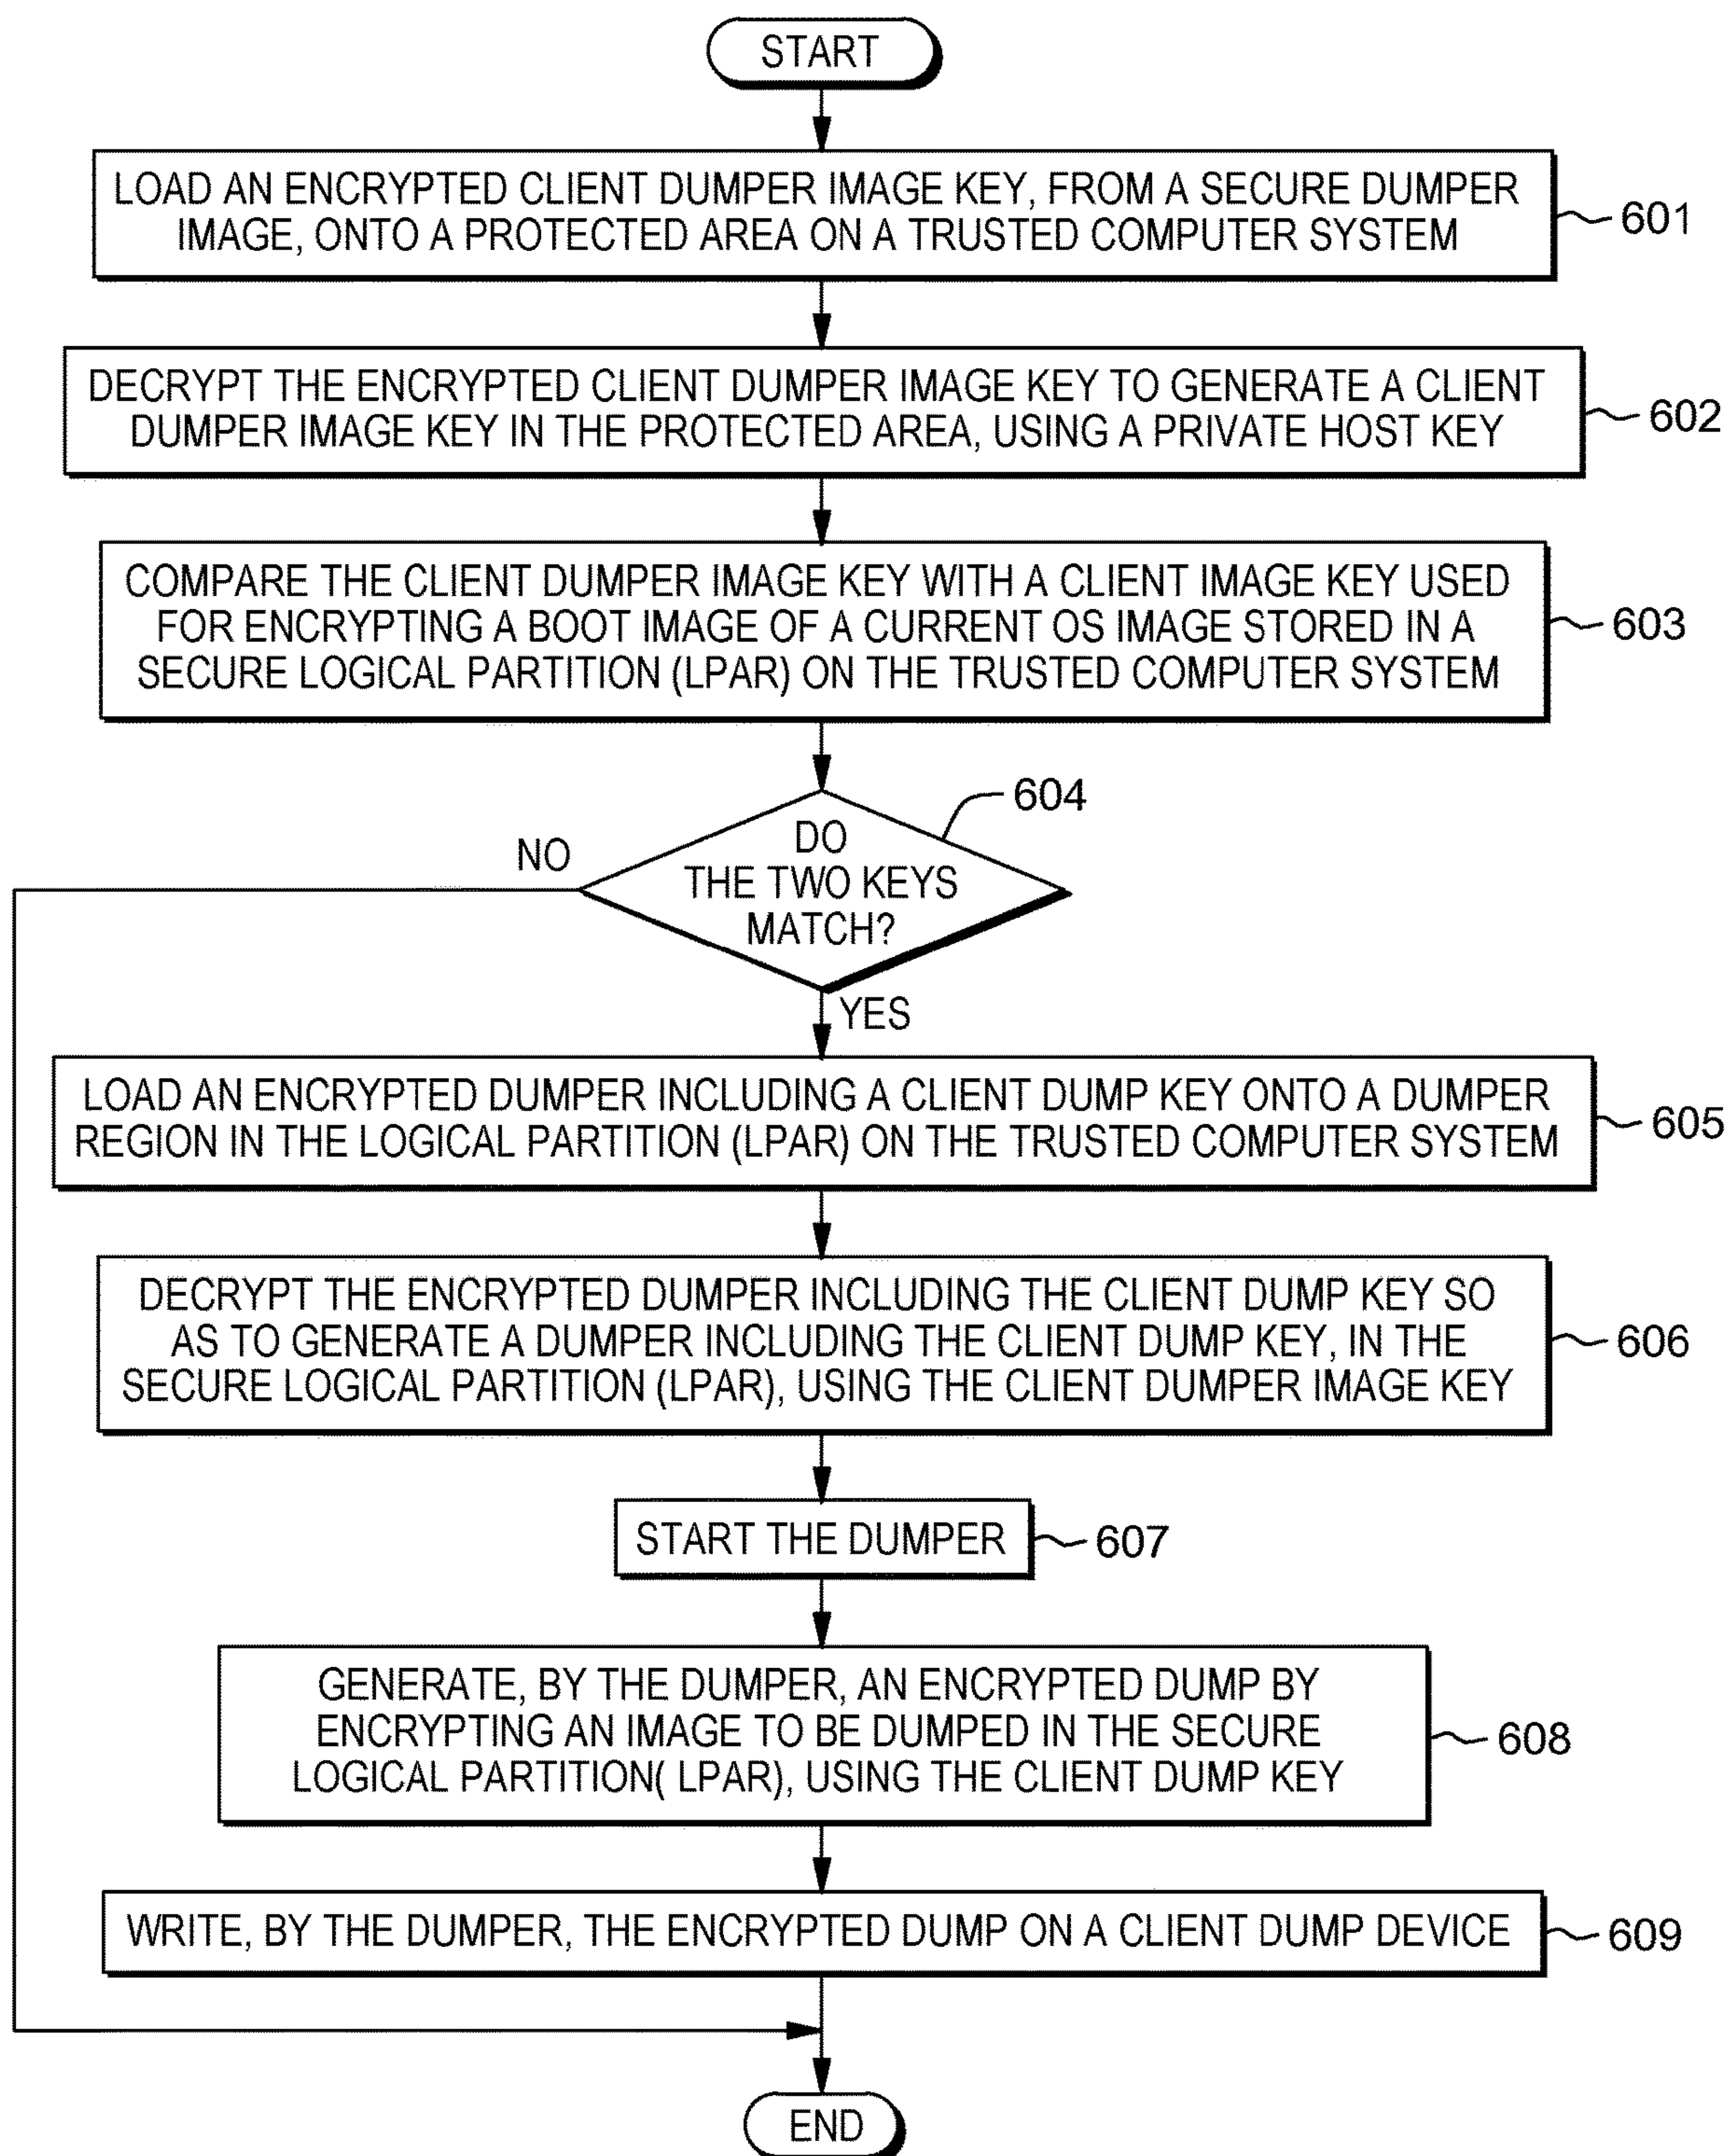 START
LOAD AN ENCRYPTED CLIENT DUMPER IMAGE KEY, FROM A SECURE DUMPER
IMAGE, ONTO A PROTECTED AREA ON A TRUSTED COMPUTER SYSTEM
601
DECRYPT THE ENCRYPTED CLIENT DUMPER IMAGE KEY TO GENERATE A CLIENT
DUMPER IMAGE KEY IN THE PROTECTED AREA, USING A PRIVATE HOST KEY
602
COMPARE THE CLIENT DUMPER IMAGE KEY WITH A CLIENT IMAGE KEY USED
FOR ENCRYPTING A BOOT IMAGE OF A CURRENT OS IMAGE STORED IN A
SECURE LOGICAL PARTITION (LPAR) ON THE TRUSTED COMPUTER SYSTEM
603
604
DO
THE TWO KEYS
MATCH?
NO
YES
LOAD AN ENCRYPTED DUMPER INCLUDING A CLIENT DUMP KEY ONTO A DUMPER
REGION IN THE LOGICAL PARTITION (LPAR) ON THE TRUSTED COMPUTER SYSTEM
605
DECRYPT THE ENCRYPTED DUMPER INCLUDING THE CLIENT DUMP KEY SO
AS TO GENERATE A DUMPER INCLUDING THE CLIENT DUMP KEY, IN THE
SECURE LOGICAL PARTITION (LPAR), USING THE CLIENT DUMPER IMAGE KEY
606
START THE DUMPER
607
GENERATE, BY THE DUMPER, AN ENCRYPTED DUMP BY
ENCRYPTING AN IMAGE TO BE DUMPED IN THE SECURE
LOGICAL PARTITION( LPAR), USING THE CLIENT DUMP KEY
608
WRITE, BY THE DUMPER, THE ENCRYPTED DUMP ON A CLIENT DUMP DEVICE
609
END